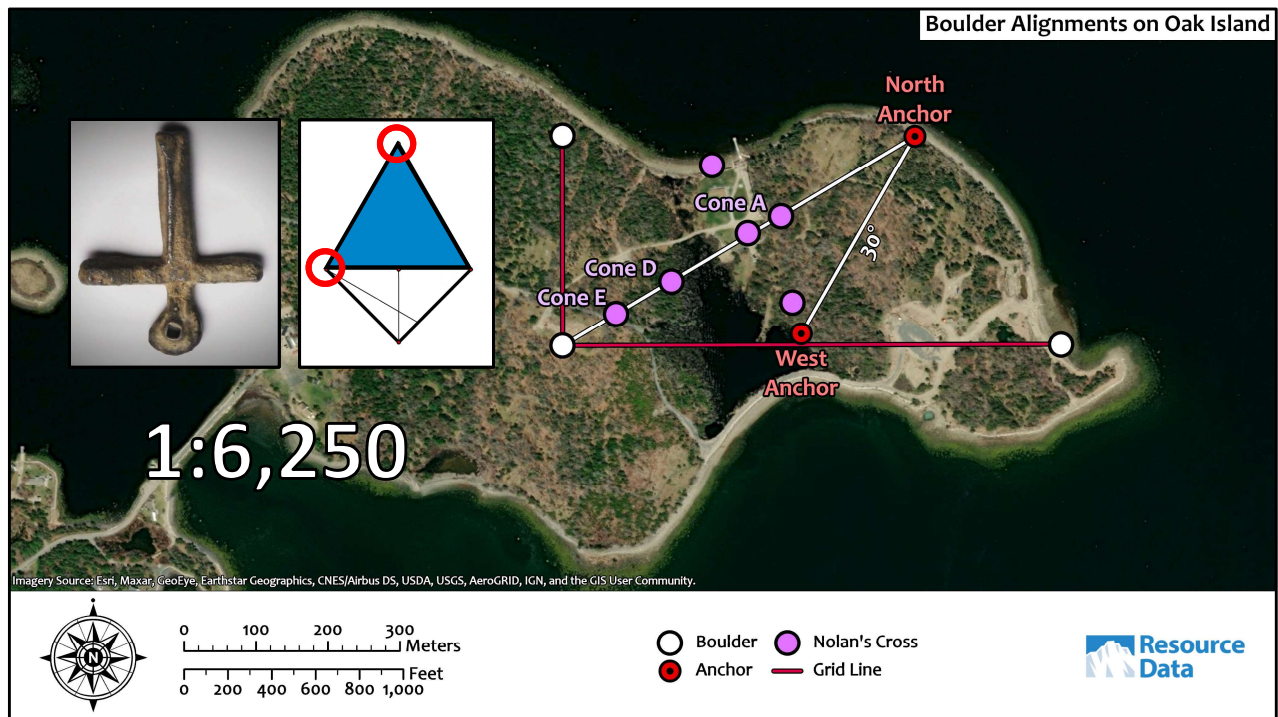 Boulder Alignments on Oak Island
North
Anchor
Cone A
30°
Cone D
Cone E
West
Anchor
1:6,250
Imagery Source: Esri, Maxar, GeoEye, Earthstar Geographics, CNES/Airbus DS, USDA, USGS, AeroGRID, IGN, and the GIS User Community.
N
0 100 200 300
Meters
Feet
0 200 400 600 800 1,000
Boulder
Nolan's Cross
Anchor
Grid Line
Resource
Data